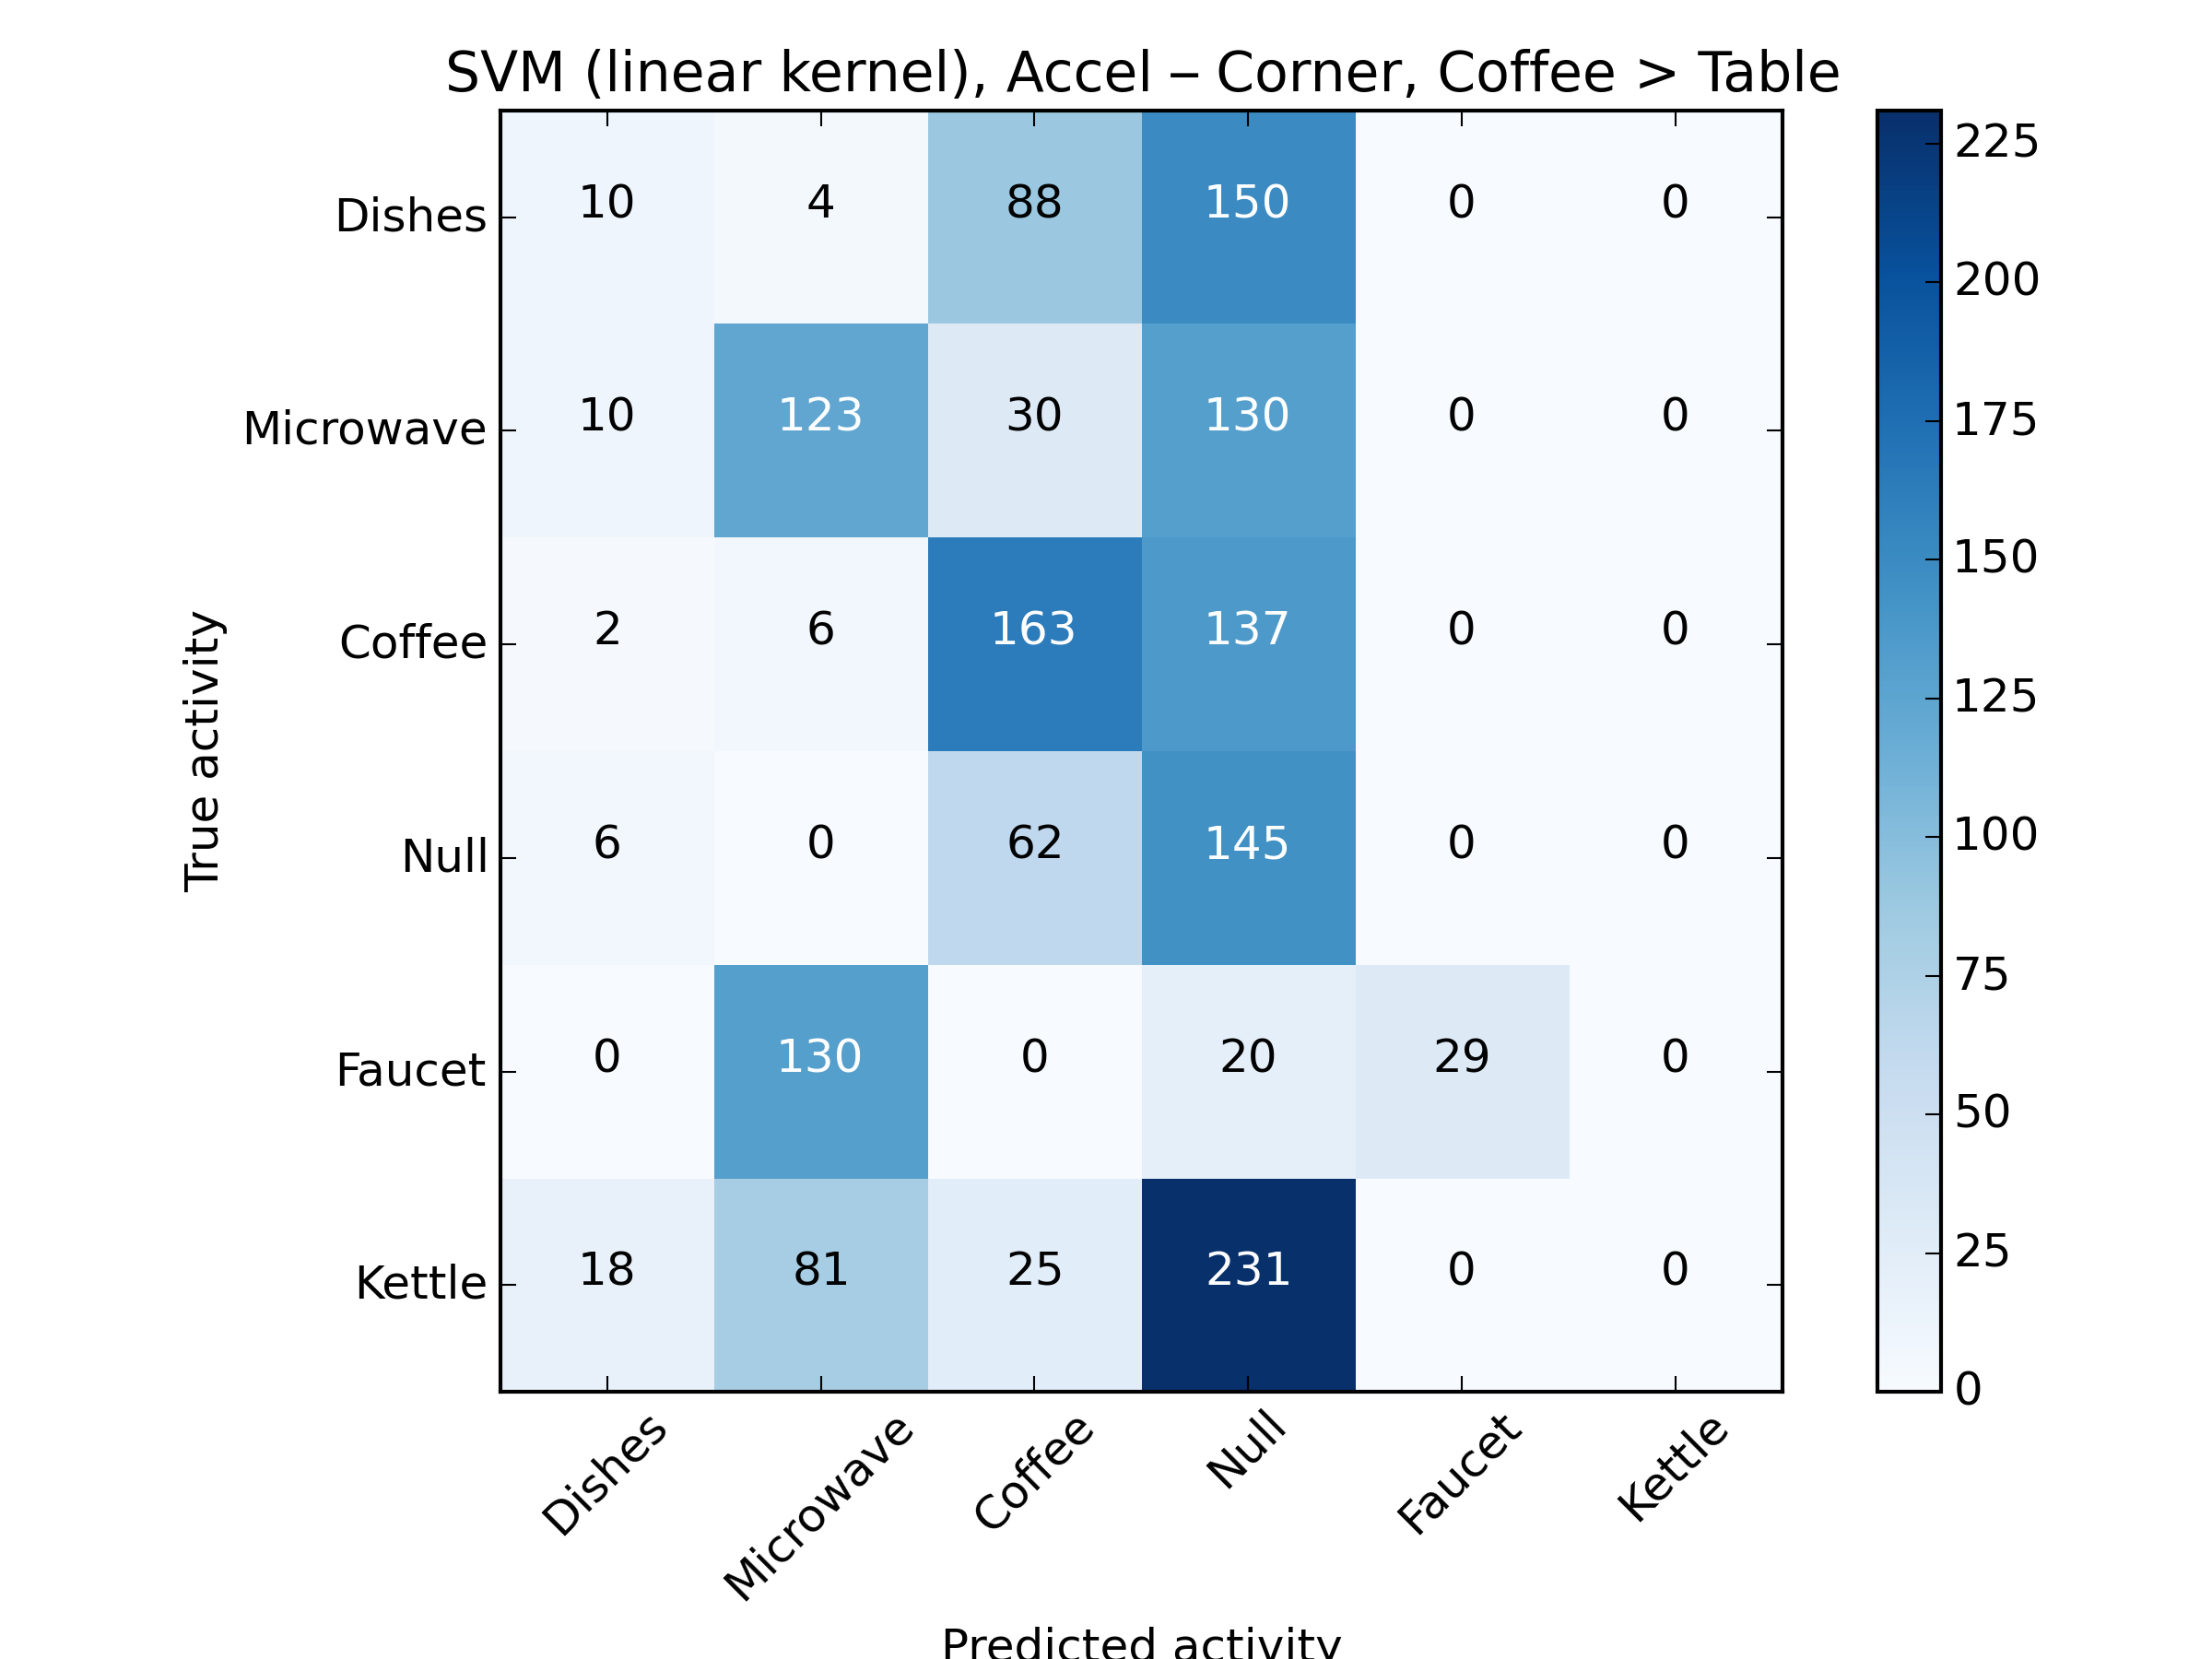 SVM (linear kernel), Accel – Corner, Coffee > Table
Dishes 10 4 88 150 0 0
Microwave 10 123 30 130 0 0
Coffee 2 6 163 137 0 0
Null 6 0 62 145 0 0
Faucet 0 130 0 20 29 0
Kettle 18 81 25 231 0 0
True activity
Dishes Microwave Coffee Null Faucet Kettle
Predicted activity
225
200
175
150
125
100
75
50
25
0